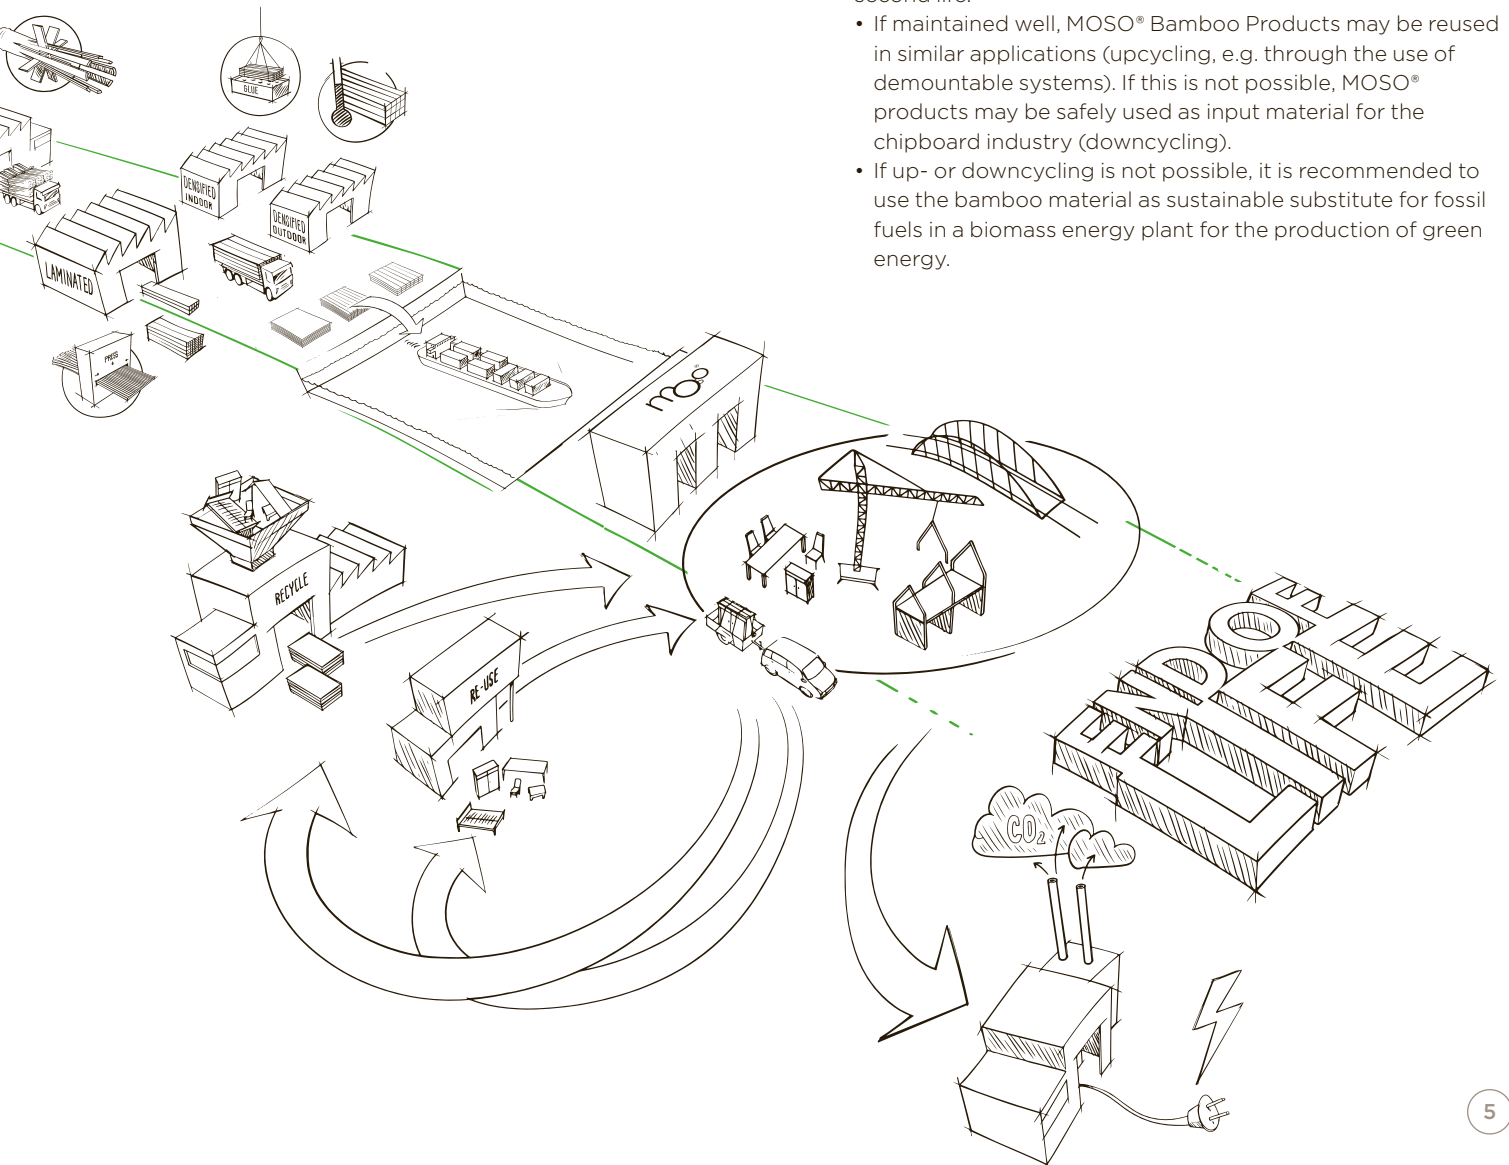 second life.
• If maintained well, MOSO® Bamboo Products may be reused
in similar applications (upcycling, e.g. through the use of
demountable systems). If this is not possible, MOSO®
products may be safely used as input material for the
chipboard industry (downcycling).
• If up- or downcycling is not possible, it is recommended to
use the bamboo material as sustainable substitute for fossil
fuels in a biomass energy plant for the production of green
energy.
GLUE
DENSIFIED
INDOOR
DENSIFIED
OUTDOOR
LAMINATED
PRESS
moso®
RECYCLE
RE-USE
END OF
LIFE
CO₂
5